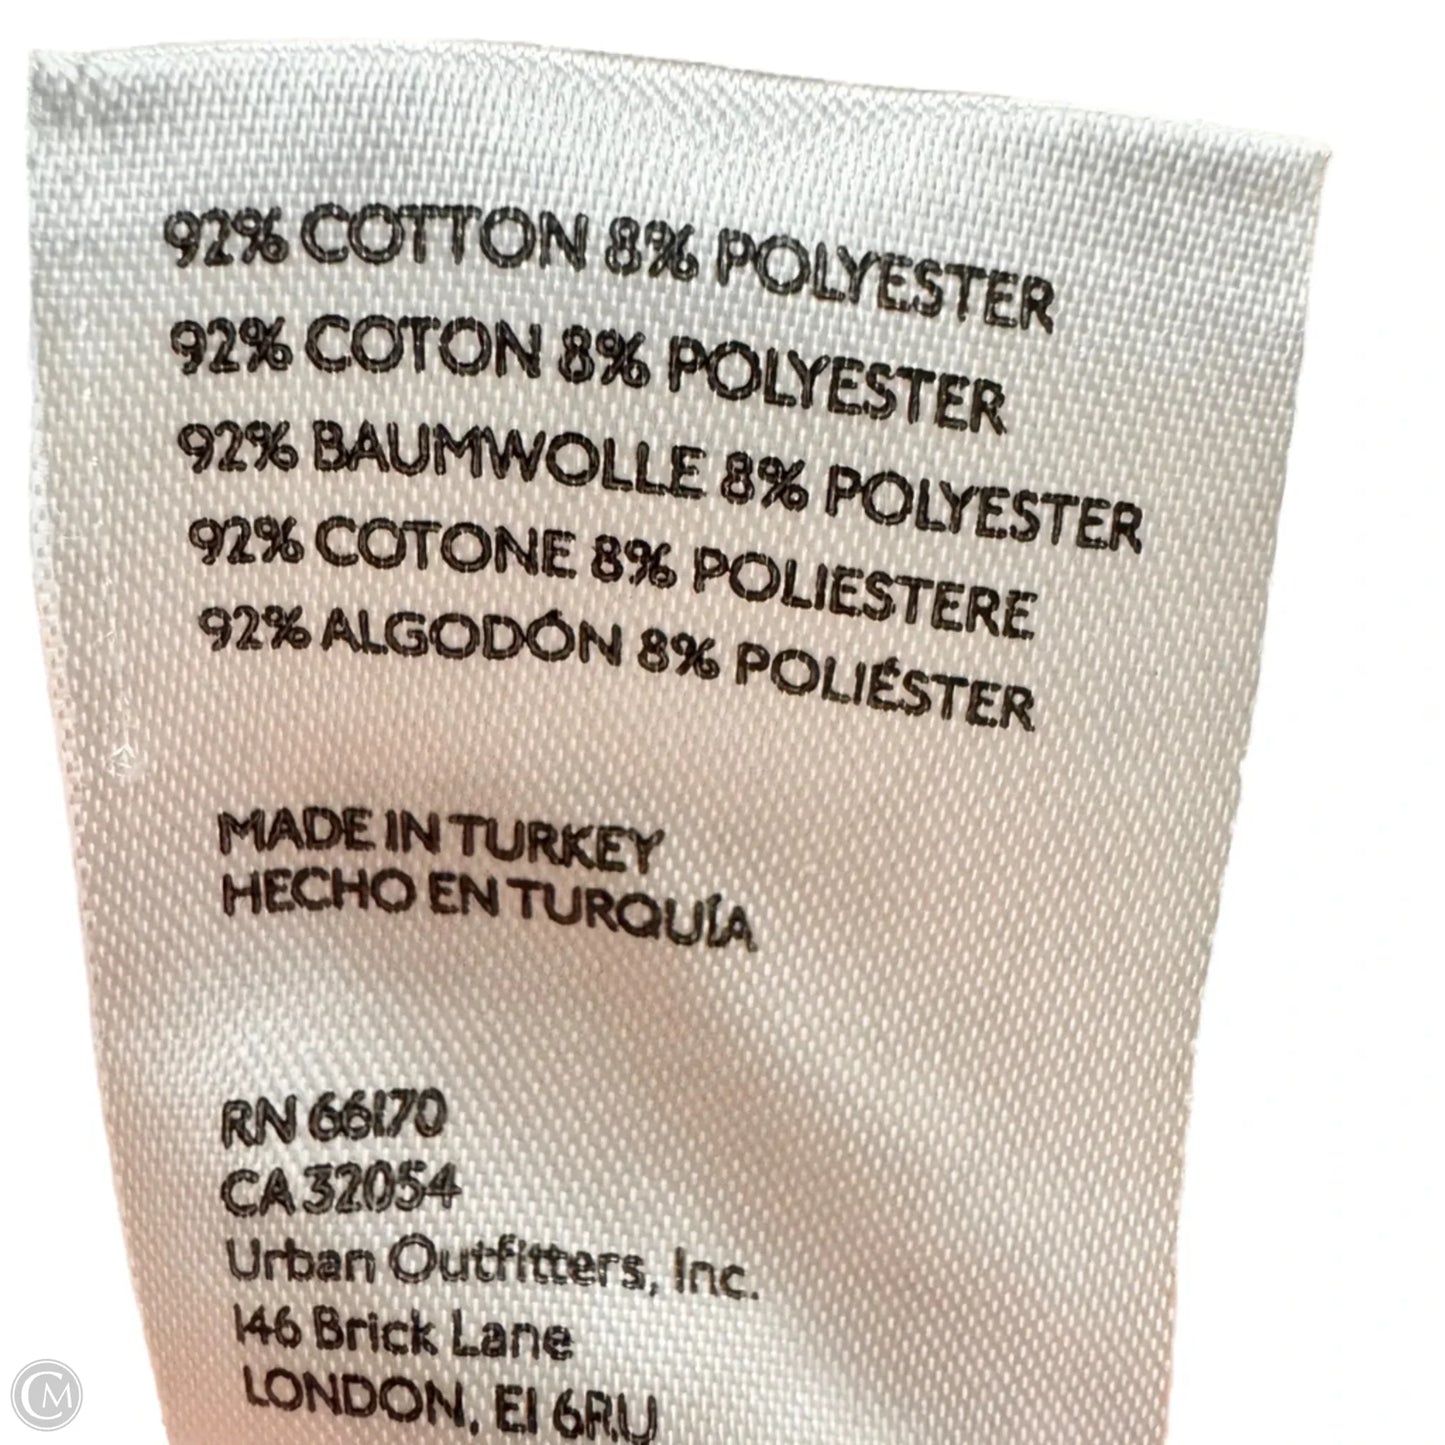 92% COTTON 8% POLYESTER
92% COTON 8% POLYESTER
92% BAUMWOLLE 8% POLYESTER
92% COTONE 8% POLIESTERE
92% ALGODÓN 8% POLIÉSTER
MADE IN TURKEY
HECHO EN TURQUÍA
RN 66170
CA 32054
Urban Outfitters, Inc.
146 Brick Lane
LONDON, E1 6RU
CM